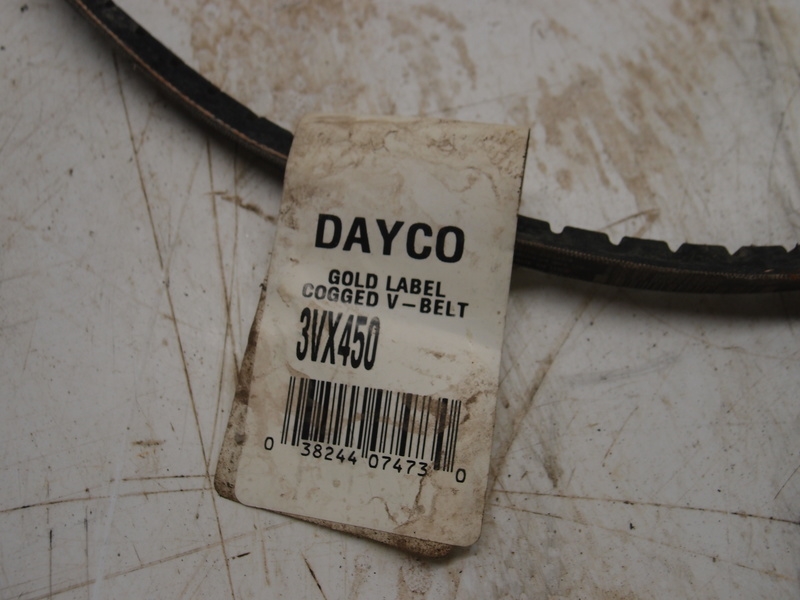 DAYCO
GOLD LABEL
COGGED V-BELT
3VX450
0 38244 07473 0